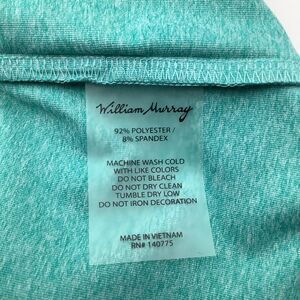 William Murray
92% POLYESTER /
8% SPANDEX
MACHINE WASH COLD
WITH LIKE COLORS
DO NOT BLEACH
DO NOT DRY CLEAN
TUMBLE DRY LOW
DO NOT IRON DECORATION
MADE IN VIETNAM
RN# 140775